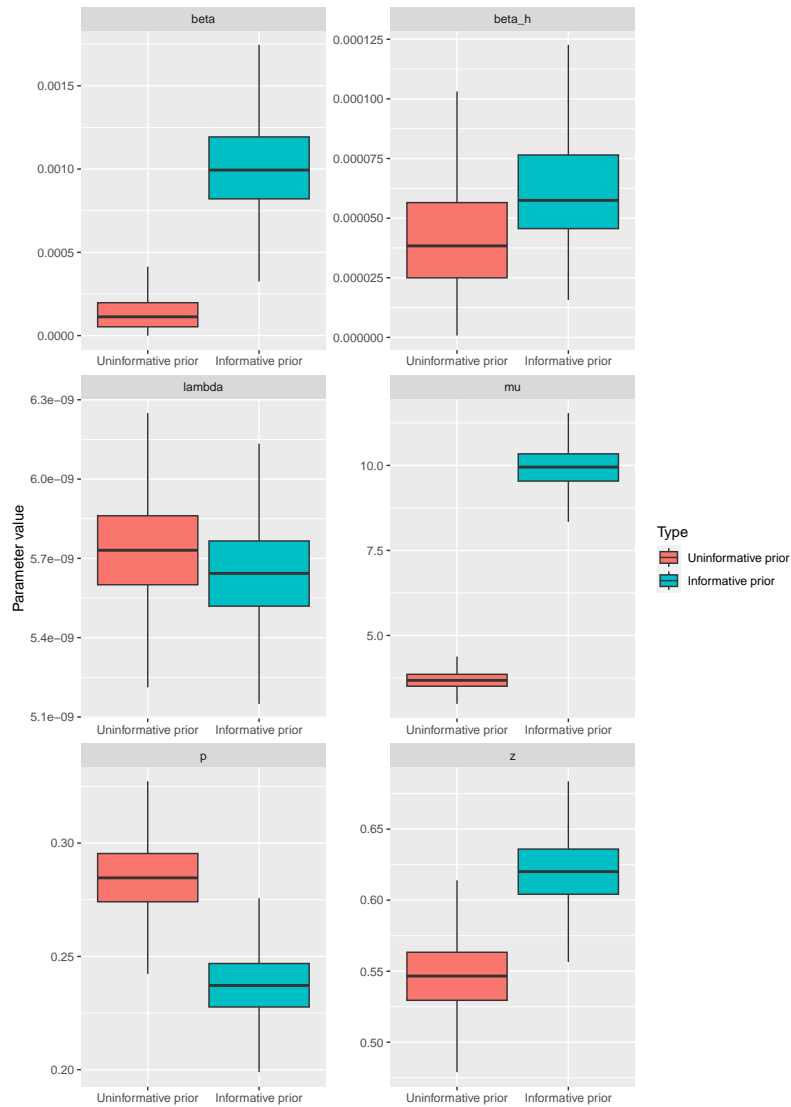 beta
beta_h
0.0015
0.0010
0.0005
0.0000
0.000125
0.000100
0.000075
0.000050
0.000025
0.000000
Uninformative prior
Informative prior
Uninformative prior
Informative prior
lambda
mu
6.3e−09
6.0e−09
5.7e−09
5.4e−09
5.1e−09
10.0
7.5
5.0
Uninformative prior
Informative prior
Uninformative prior
Informative prior
p
z
0.30
0.25
0.20
0.65
0.60
0.55
0.50
Uninformative prior
Informative prior
Uninformative prior
Informative prior
Parameter value
Type
Uninformative prior
Informative prior